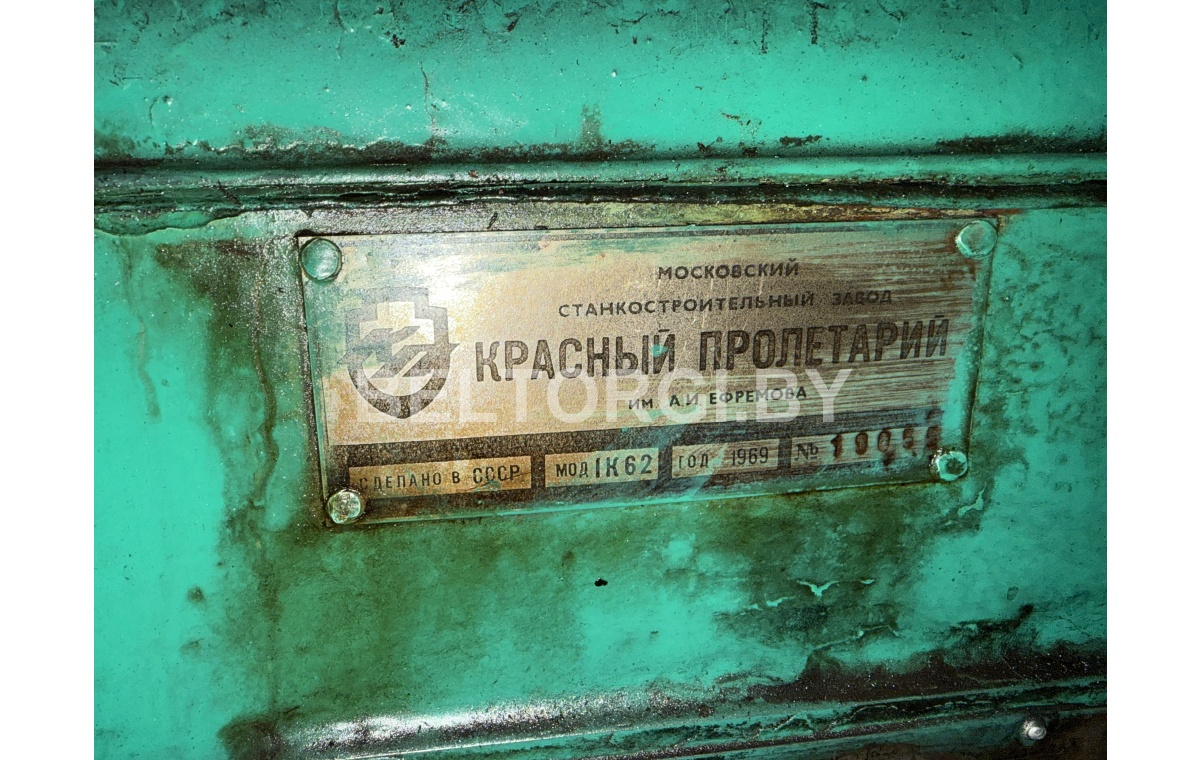 МОСКОВСКИЙ
СТАНКОСТРОИТЕЛЬНЫЙ ЗАВОД
КРАСНЫЙ ПРОЛЕТАРИЙ
ИМ. А.И ЕФРЕМОВА
BELTORGI.BY
СДЕЛАНО В СССР МОД 1К62 ГОД 1969 №